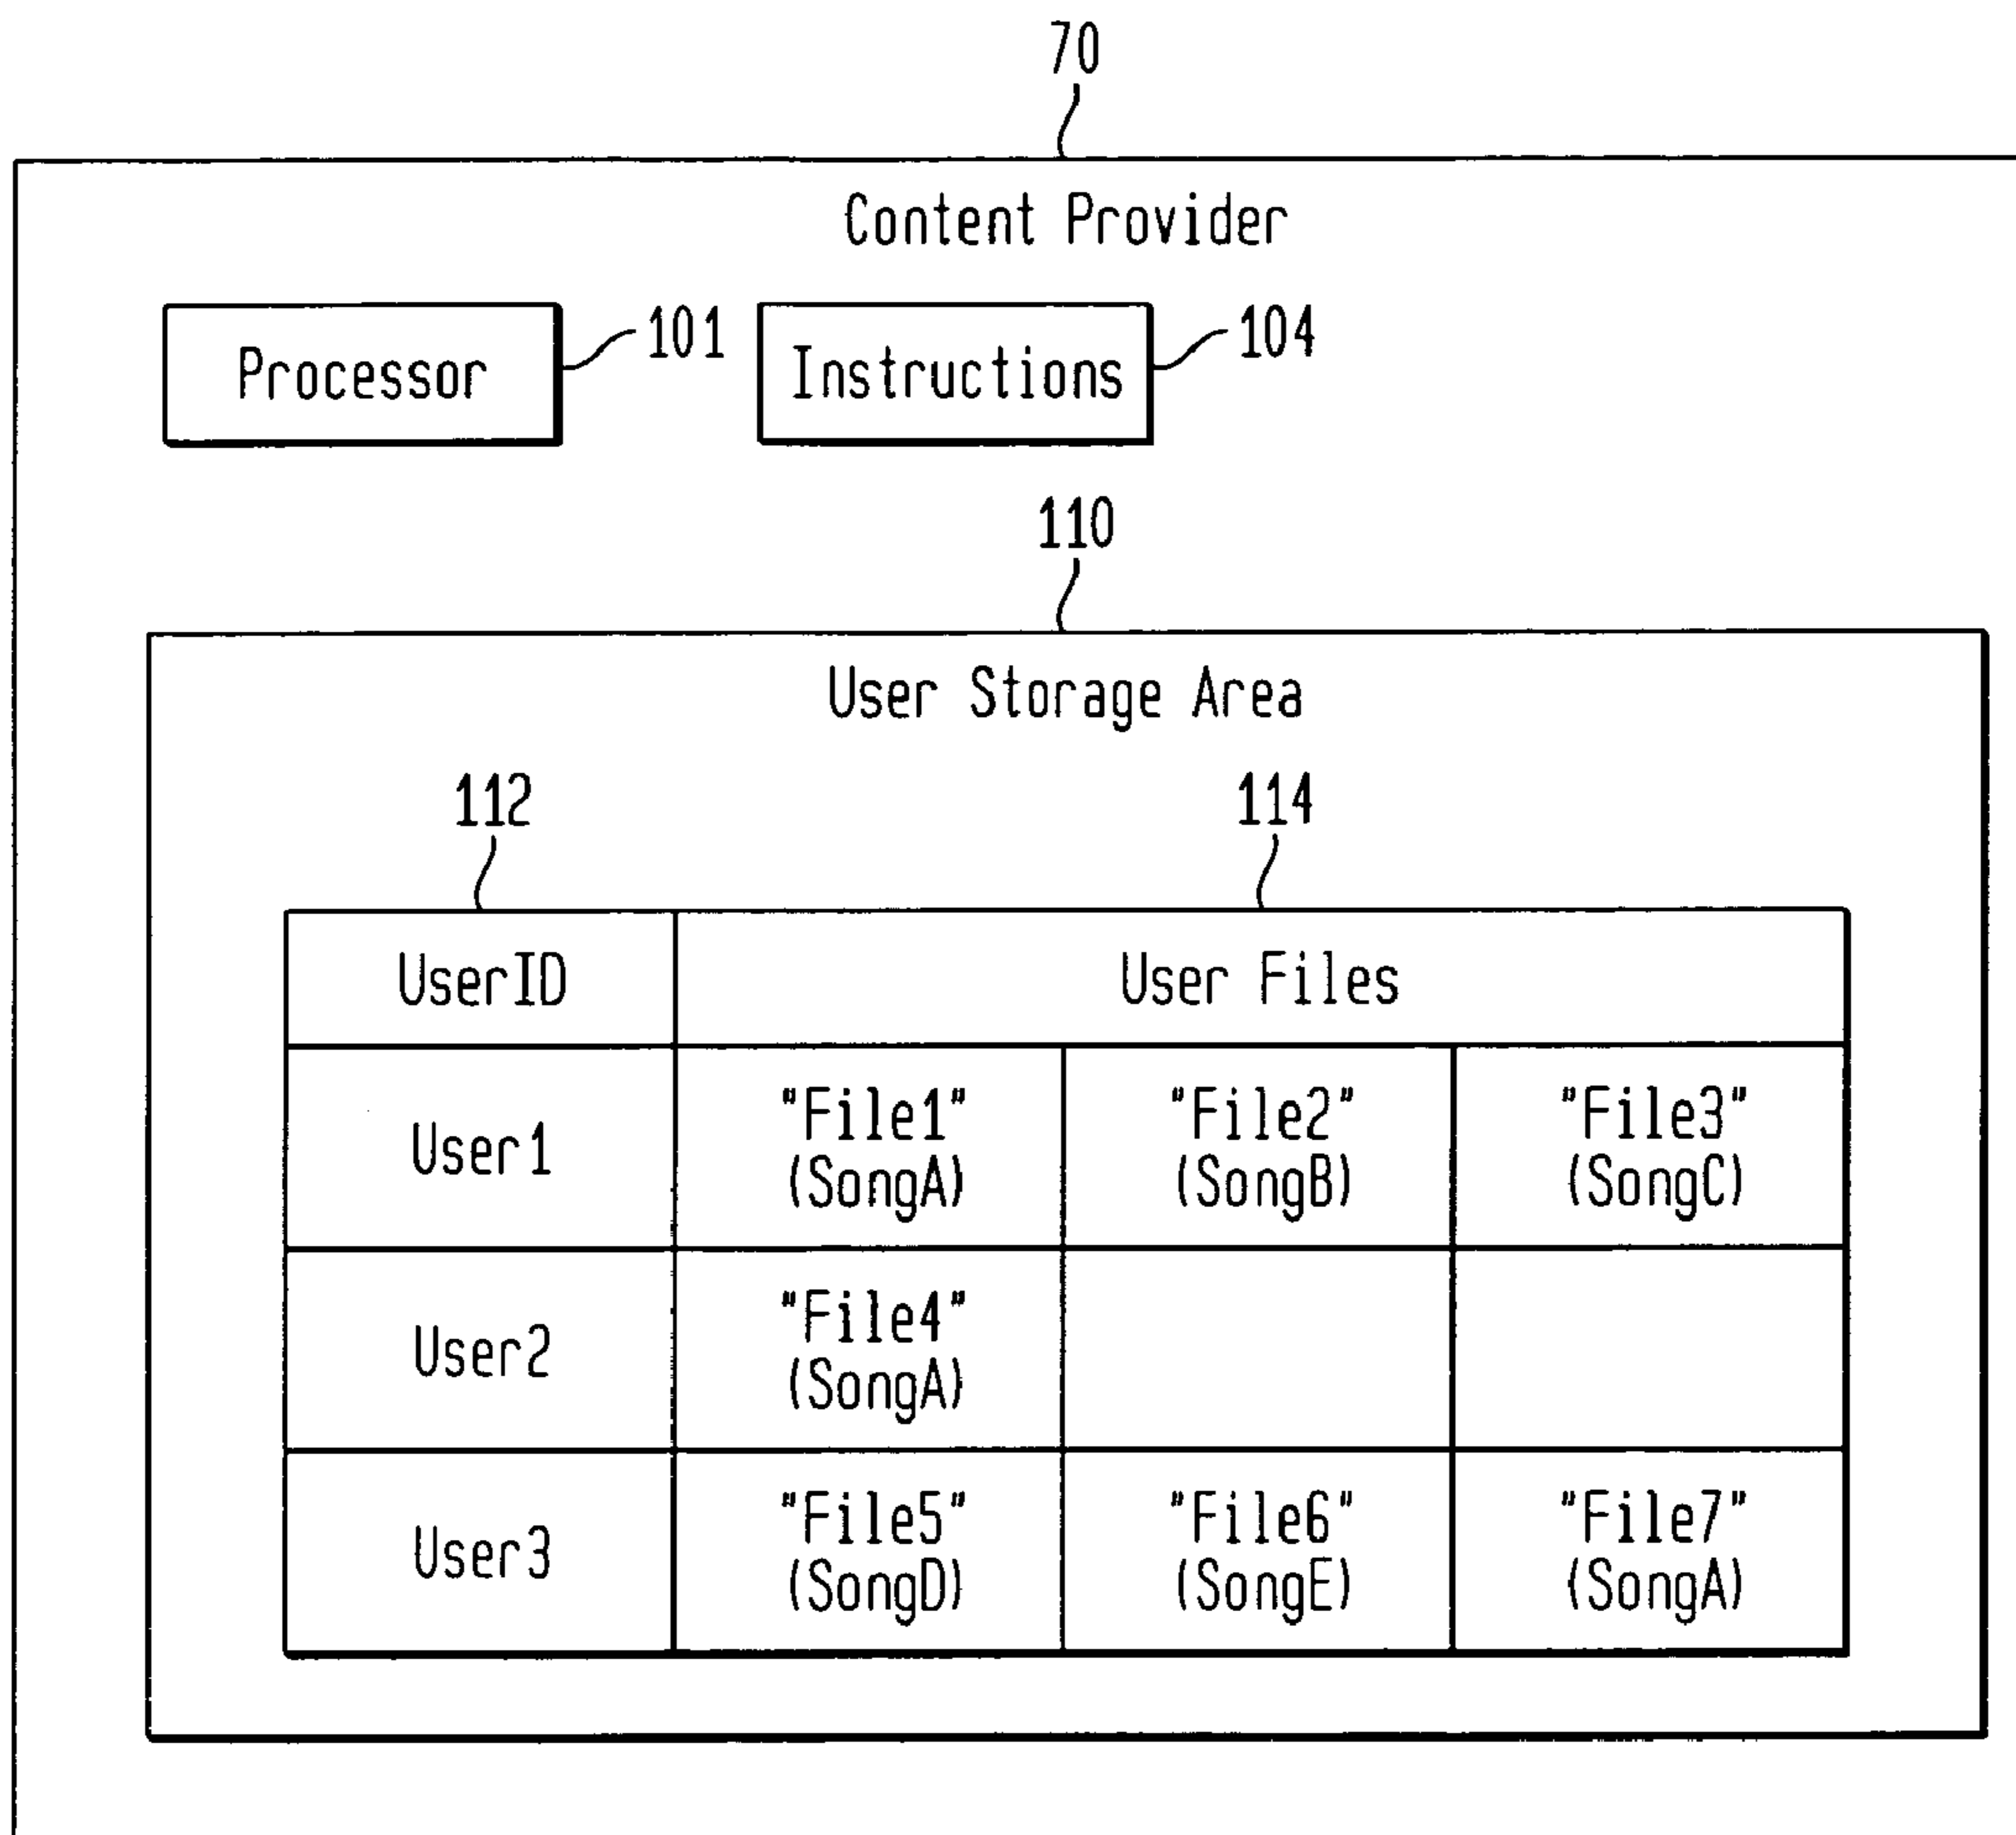 70
Content Provider
Processor
101
Instructions
104
110
User Storage Area
112
114
UserID
User Files
User1
"File1"
(SongA)
"File2"
(SongB)
"File3"
(SongC)
User2
"File4"
(SongA)
User3
"File5"
(SongD)
"File6"
(SongE)
"File7"
(SongA)